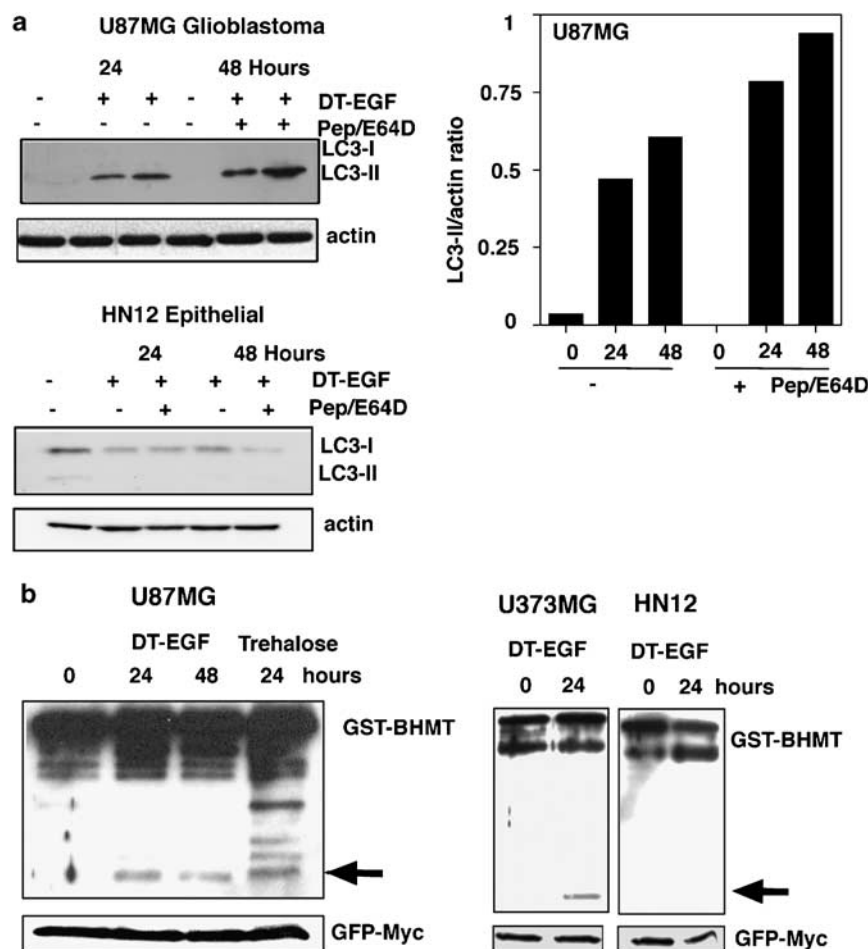 a
U87MG Glioblastoma
24 48 Hours
- + + - + + DT-EGF
- - - - + + Pep/E64D
LC3-I
LC3-II
actin
HN12 Epithelial
24 48 Hours
- + + + + DT-EGF
- - + - + Pep/E64D
LC3-I
LC3-II
actin
U87MG
1
0.75
0.5
0.25
0
LC3-II/actin ratio
0 24 48 0 24 48
- + Pep/E64D
b
U87MG
DT-EGF Trehalose
0 24 48 24 hours
GST-BHMT
GFP-Myc
U373MG HN12
DT-EGF DT-EGF
0 24 0 24 hours
GST-BHMT
GFP-Myc